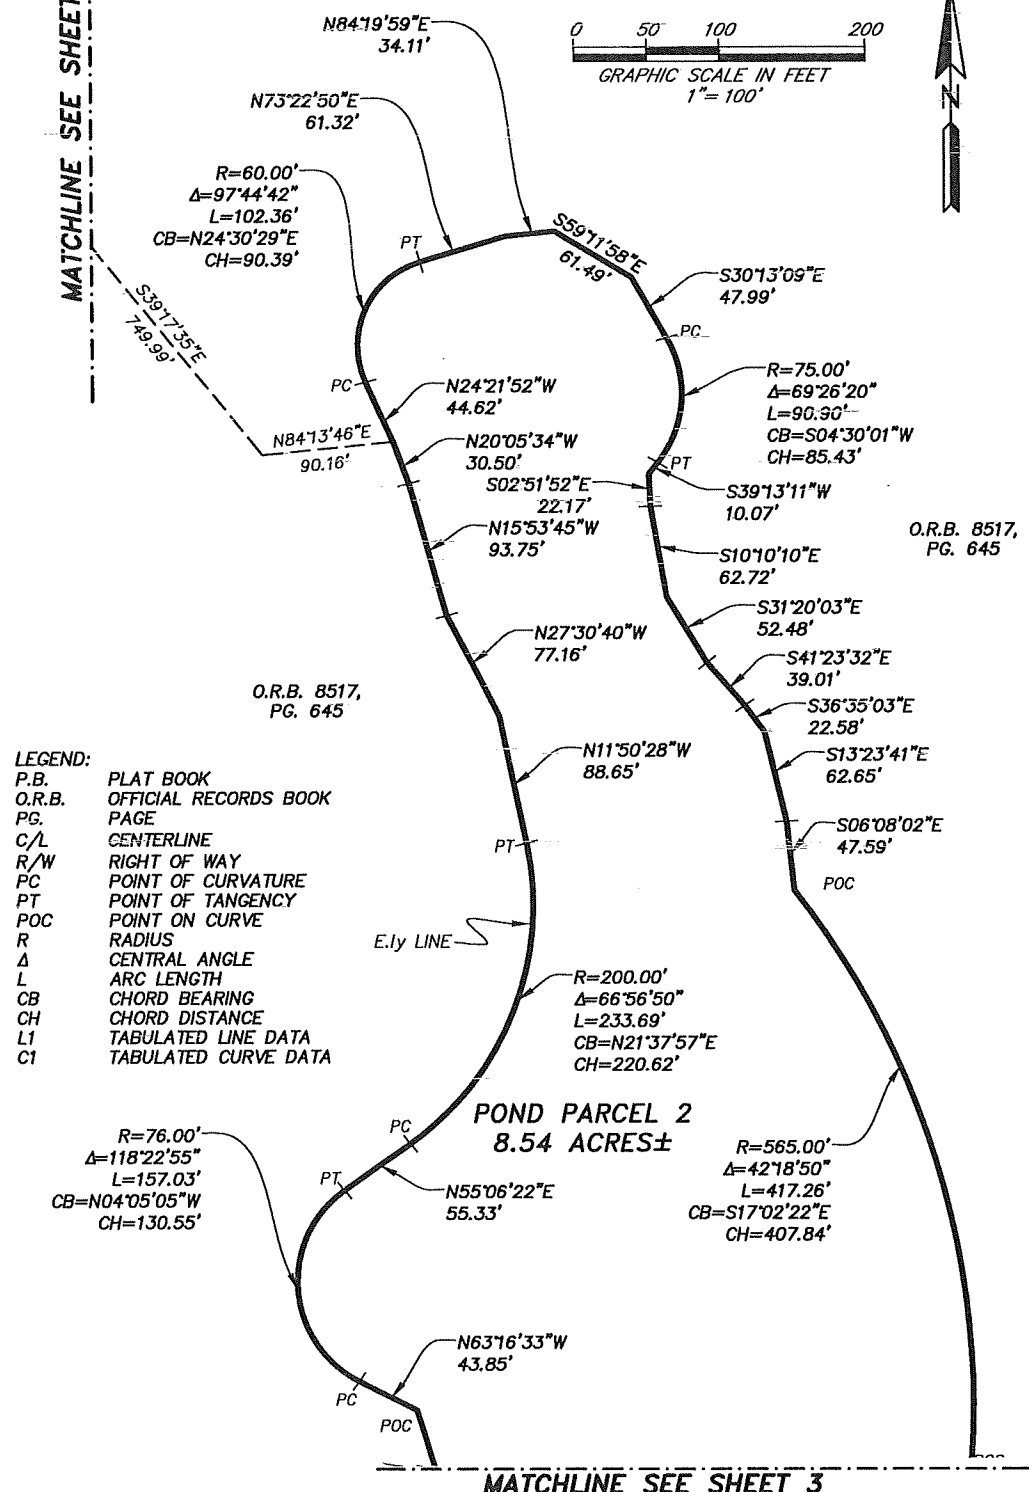 MATCHLINE SEE SHEET
N84°19'59"E
34.11'
0 50 100 200
GRAPHIC SCALE IN FEET
1"= 100'
N
N73°22'50"E
61.32'
R=60.00'
Δ=97°44'42"
L=102.36'
CB=N24°30'29"E
CH=90.39'
PT
S59°11'58"E
61.49'
S30°13'09"E
47.99'
PC
S39°17'35"E
749.99'
R=75.00'
Δ=69°26'20"
L=90.90'
CB=S04°30'01"W
CH=85.43'
PC
N24°21'52"W
44.62'
N84°13'46"E
90.16'
N20°05'34"W
30.50'
PT
S02°51'52"E
22.17'
S39°13'11"W
10.07'
N15°53'45"W
93.75'
O.R.B. 8517,
PG. 645
S10°10'10"E
62.72'
S31°20'03"E
52.48'
N27°30'40"W
77.16'
S41°23'32"E
39.01'
O.R.B. 8517,
PG. 645
S36°35'03"E
22.58'
N11°50'28"W
88.65'
S13°23'41"E
62.65'
LEGEND:
P.B. PLAT BOOK
O.R.B. OFFICIAL RECORDS BOOK
PG. PAGE
C/L CENTERLINE
R/W RIGHT OF WAY
PC POINT OF CURVATURE
PT POINT OF TANGENCY
POC POINT ON CURVE
R RADIUS
Δ CENTRAL ANGLE
L ARC LENGTH
CB CHORD BEARING
CH CHORD DISTANCE
L1 TABULATED LINE DATA
C1 TABULATED CURVE DATA
PT
S06°08'02"E
47.59'
POC
E.ly LINE
R=200.00'
Δ=66°56'50"
L=233.69'
CB=N21°37'57"E
CH=220.62'
POND PARCEL 2
8.54 ACRES±
PC
R=76.00'
Δ=118°22'55"
L=157.03'
CB=N04°05'05"W
CH=130.55'
PT
N55°06'22"E
55.33'
R=565.00'
Δ=42°18'50"
L=417.26'
CB=S17°02'22"E
CH=407.84'
N63°16'33"W
43.85'
PC
POC
MATCHLINE SEE SHEET 3